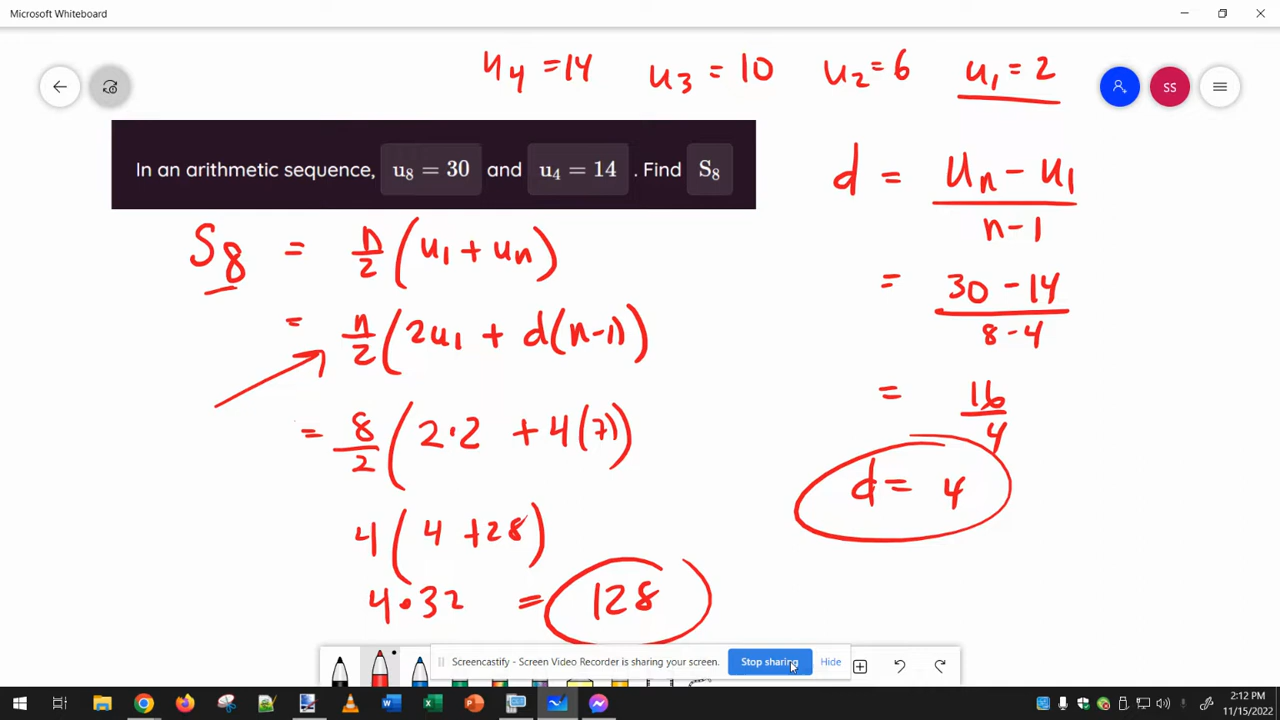 Microsoft Whiteboard
u4 = 14 u3 = 10 u2 = 6 u1 = 2
SS
In an arithmetic sequence, u8 = 30 and u4 = 14 . Find S8
S8 = n/2 (u1 + un)
= n/2 (2u1 + d(n-1))
= 8/2 (2·2 + 4(7))
4(4 + 28)
4·32 = 128
d = un - u1 / n-1
= 30 - 14 / 8-4
= 16/4
d = 4
Screencastify - Screen Video Recorder is sharing your screen. Stop sharing Hide
2:12 PM
11/15/2022